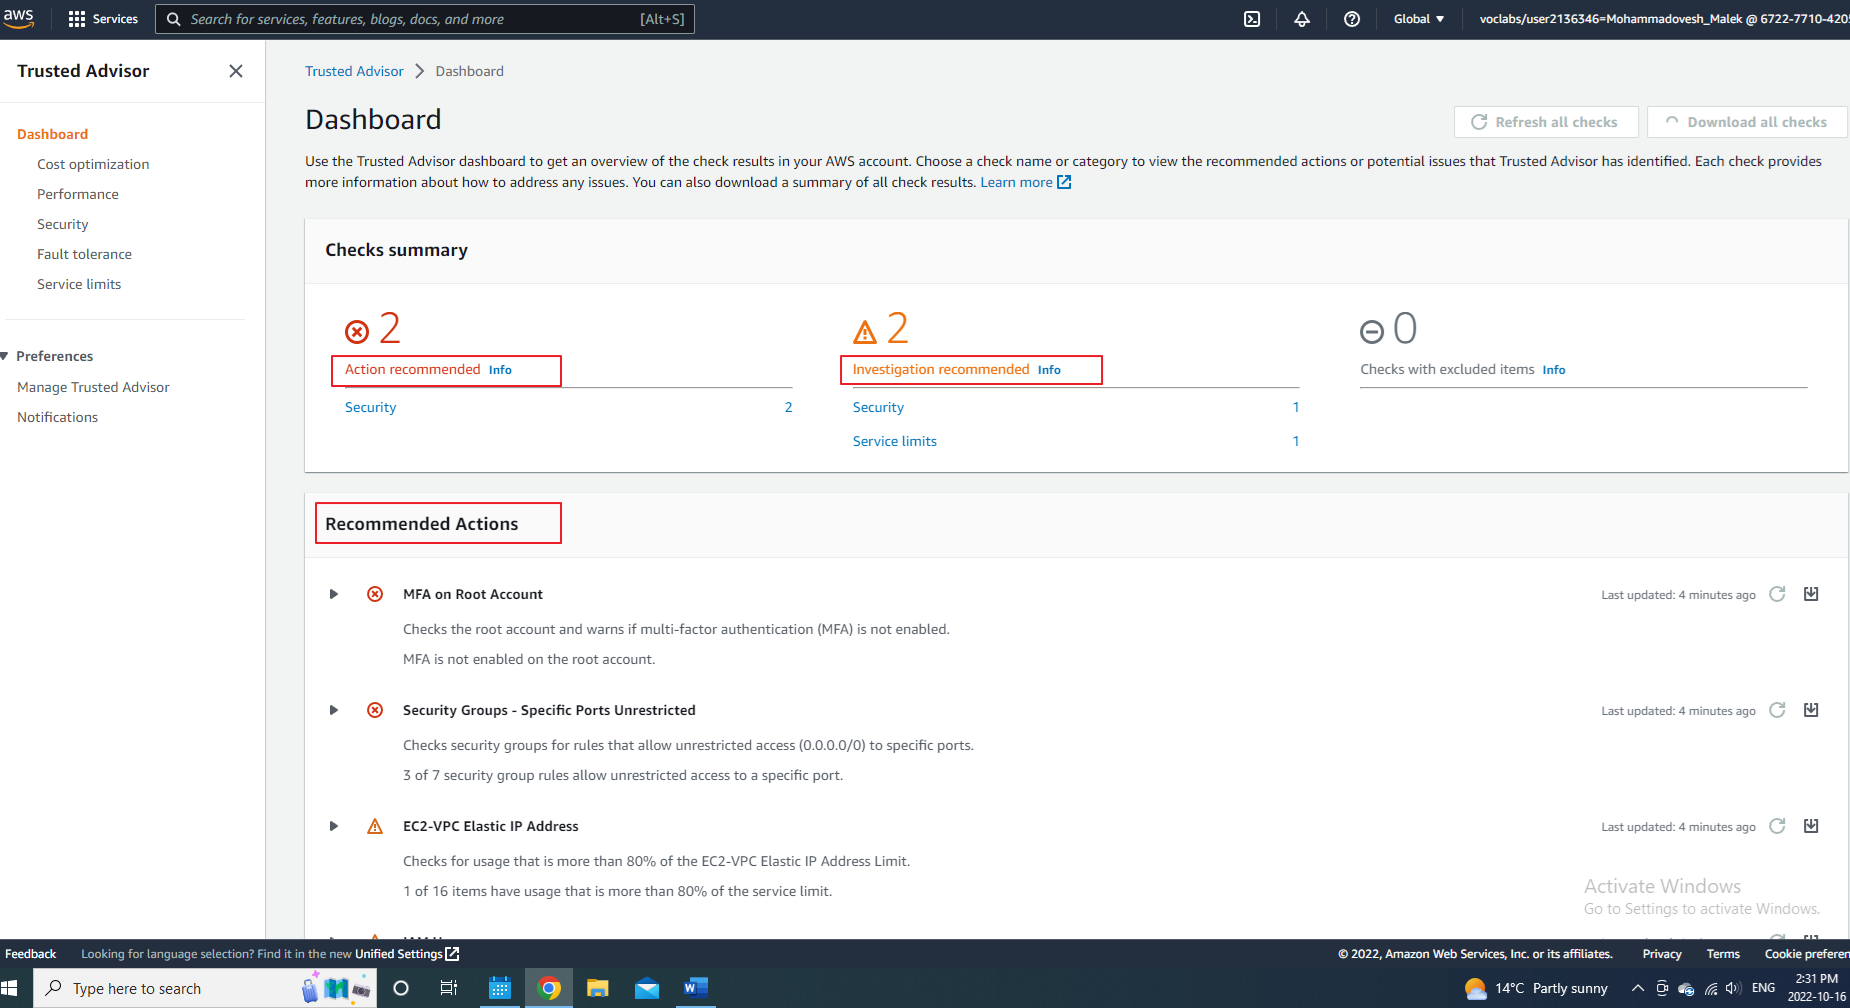 aws
Services
Search for services, features, blogs, docs, and more
[Alt+S]
Global
voclabs/user2136346=Mohammadovesh_Malek @ 6722-7710-4205
Trusted Advisor
Dashboard
Cost optimization
Performance
Security
Fault tolerance
Service limits
Preferences
Manage Trusted Advisor
Notifications
Trusted Advisor
Dashboard
Dashboard
Refresh all checks
Download all checks
Use the Trusted Advisor dashboard to get an overview of the check results in your AWS account. Choose a check name or category to view the recommended actions or potential issues that Trusted Advisor has identified. Each check provides
more information about how to address any issues. You can also download a summary of all check results. Learn more
Checks summary
2
Action recommended Info
Security 2
2
Investigation recommended Info
Security 1
Service limits 1
0
Checks with excluded items Info
Recommended Actions
MFA on Root Account
Last updated: 4 minutes ago
Checks the root account and warns if multi-factor authentication (MFA) is not enabled.
MFA is not enabled on the root account.
Security Groups - Specific Ports Unrestricted
Last updated: 4 minutes ago
Checks security groups for rules that allow unrestricted access (0.0.0.0/0) to specific ports.
3 of 7 security group rules allow unrestricted access to a specific port.
EC2-VPC Elastic IP Address
Last updated: 4 minutes ago
Checks for usage that is more than 80% of the EC2-VPC Elastic IP Address Limit.
1 of 16 items have usage that is more than 80% of the service limit.
Activate Windows
Go to Settings to activate Windows.
Feedback
Looking for language selection? Find it in the new Unified Settings
© 2022, Amazon Web Services, Inc. or its affiliates.
Privacy
Terms
Cookie preferen
Type here to search
14°C Partly sunny
ENG
2:31 PM
2022-10-16